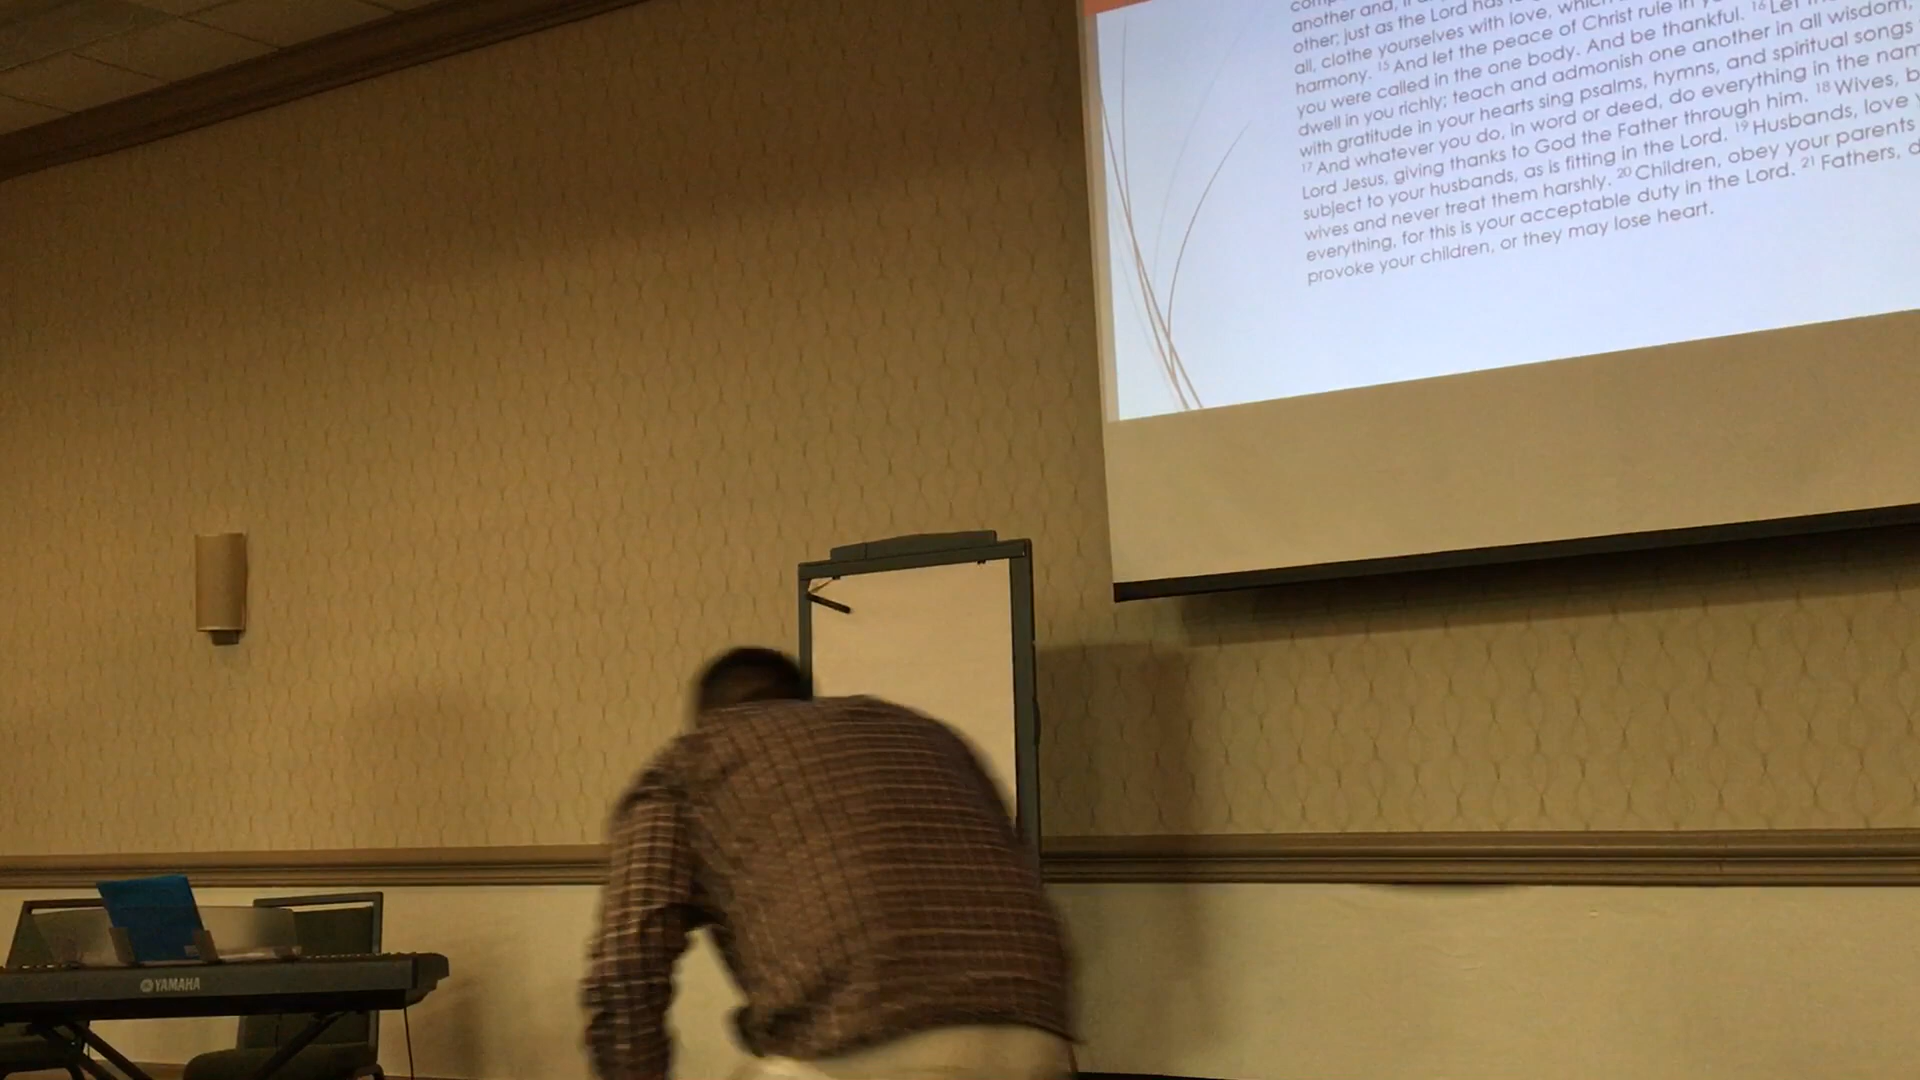 another and, if
other; just as the Lord has
all, clothe yourselves with love, which
harmony. 15 And let the peace of Christ rule in
you were called in the one body. And be thankful. 16 Let
dwell in you richly; teach and admonish one another in all wisdom;
with gratitude in your hearts sing psalms, hymns, and spiritual songs
17 And whatever you do, in word or deed, do everything in the nam
Lord Jesus, giving thanks to God the Father through him. 18 Wives, b
subject to your husbands, as is fitting in the Lord. 19 Husbands, love
wives and never treat them harshly. 20 Children, obey your parents
everything, for this is your acceptable duty in the Lord. 21 Fathers, d
provoke your children, or they may lose heart.
YAMAHA